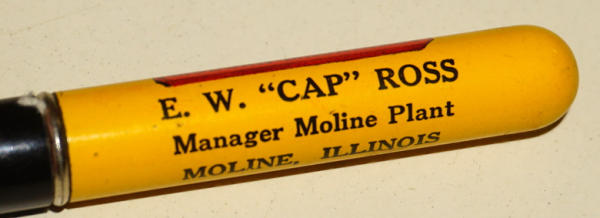 E. W. “CAP” ROSS
Manager Moline Plant
MOLINE, ILLINOIS